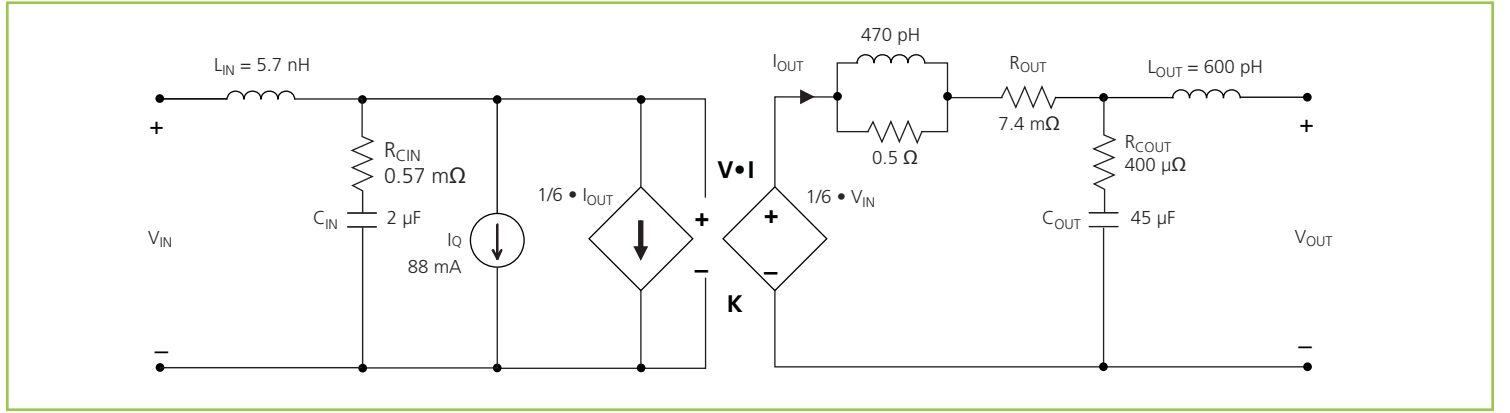 L_IN = 5.7 nH
+
R_CIN
0.57 mΩ
C_IN
2 µF
V_IN
−
I_Q
88 mA
1/6 • I_OUT
+
−
V•I
K
1/6 • V_IN
+
−
I_OUT
470 pH
0.5 Ω
R_OUT
7.4 mΩ
L_OUT = 600 pH
R_COUT
400 µΩ
C_OUT
45 µF
+
V_OUT
−